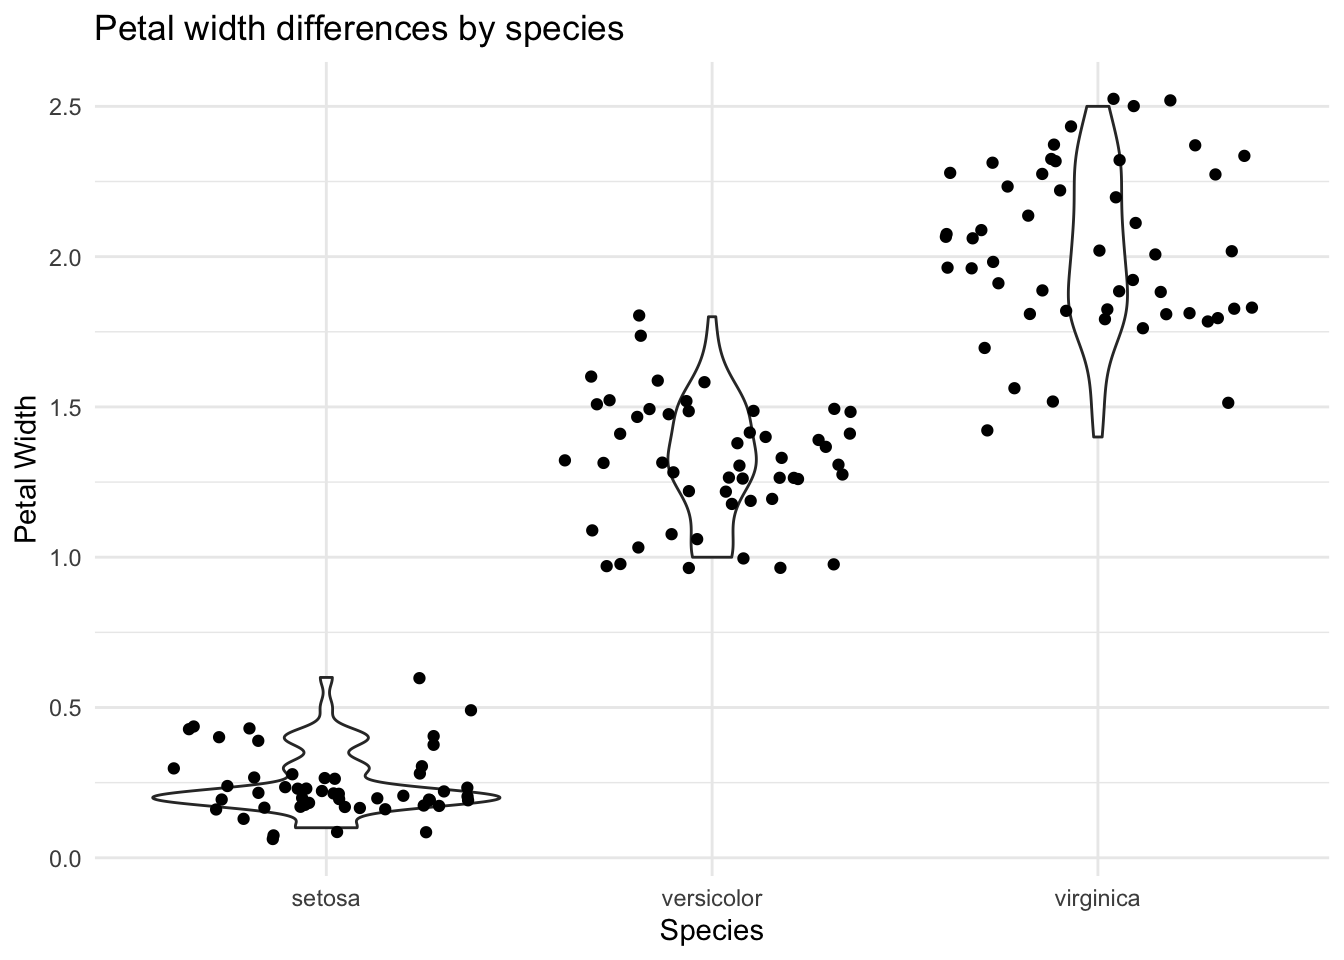 Petal width differences by species
2.5
2.0
1.5
1.0
0.5
0.0
Petal Width
setosa
versicolor
virginica
Species